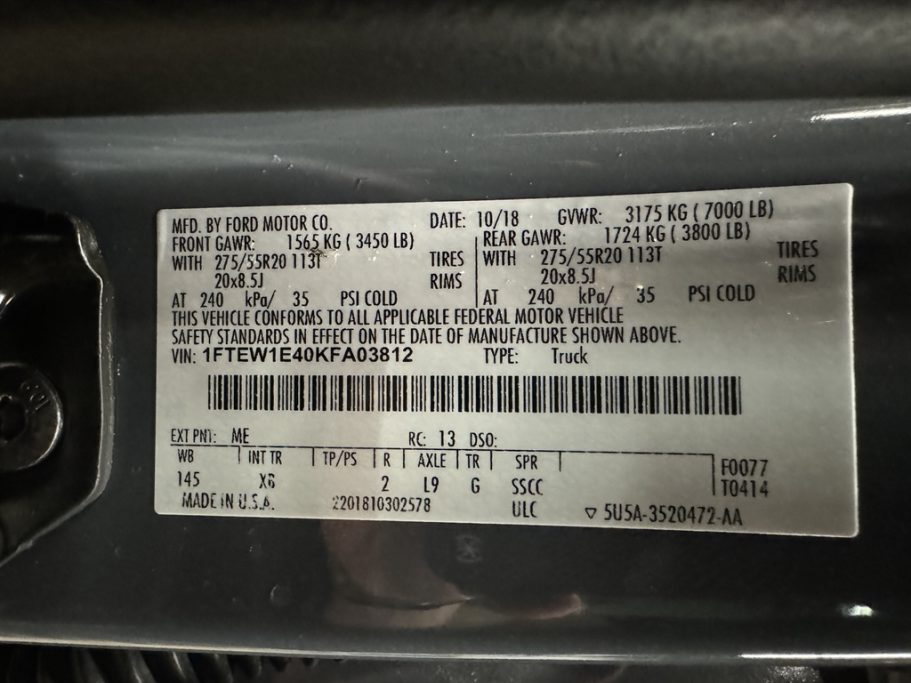 MFD. BY FORD MOTOR CO. DATE: 10/18 GVWR: 3175 KG ( 7000 LB)
FRONT GAWR: 1565 KG ( 3450 LB) REAR GAWR: 1724 KG ( 3800 LB)
WITH 275/55R20 113T TIRES WITH 275/55R20 113T TIRES
20x8.5J RIMS 20x8.5J RIMS
AT 240 kPa/ 35 PSI COLD AT 240 kPa/ 35 PSI COLD
THIS VEHICLE CONFORMS TO ALL APPLICABLE FEDERAL MOTOR VEHICLE
SAFETY STANDARDS IN EFFECT ON THE DATE OF MANUFACTURE SHOWN ABOVE.
VIN: 1FTEW1E40KFA03812 TYPE: Truck
EXT PNT: ME RC: 13 DSO:
WB INT TR TP/PS R AXLE TR SPR F0077
145 2 L9 G SSCC T0414
MADE IN U.S.A. 2201810302578 ULC ▽ 5U5A-3520472-AA